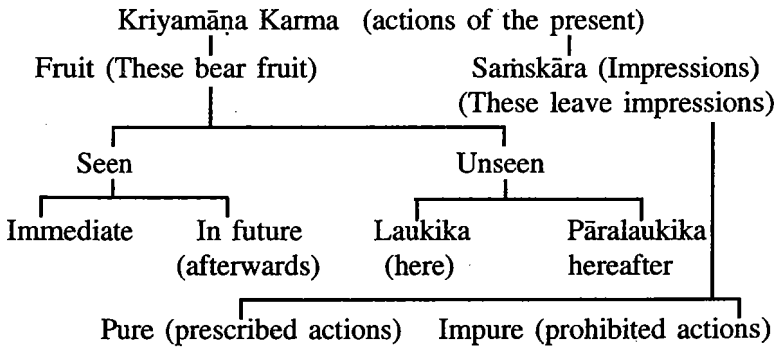 Kriyamāṇa Karma (actions of the present)
Fruit (These bear fruit) Saṁskāra (Impressions)
(These leave impressions)
Seen Unseen
Immediate In future Laukika Pāralaukika
(afterwards) (here) hereafter
Pure (prescribed actions) Impure (prohibited actions)